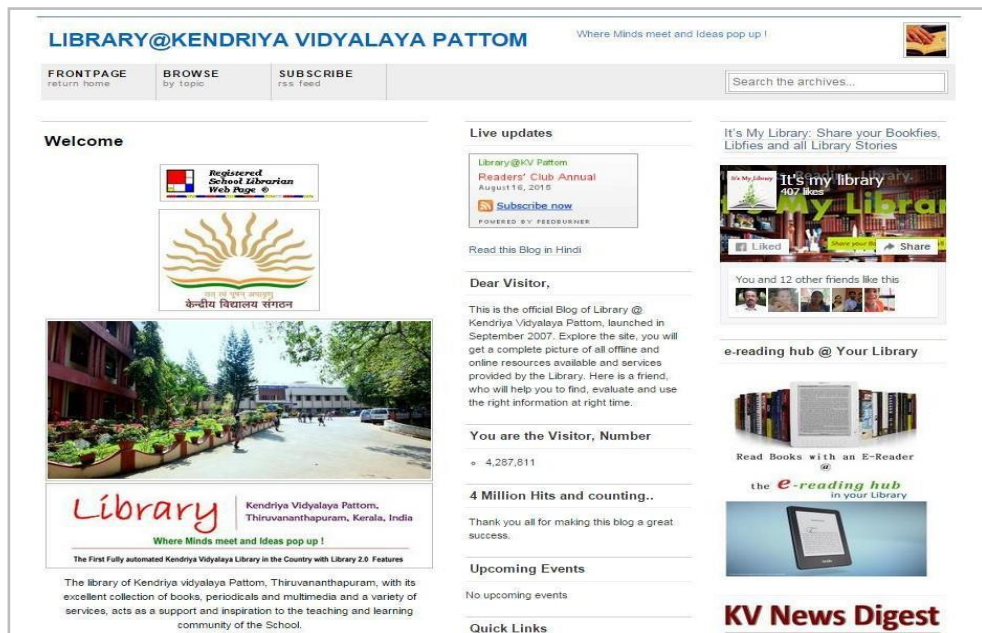 LIBRARY@KENDRIYA VIDYALAYA PATTOM
Where Minds meet and Ideas pop up !
FRONTPAGE
return home
BROWSE
by topic
SUBSCRIBE
rss feed
Search the archives...
Welcome
Registered
School Librarian
Web Page ®
केन्द्रीय विद्यालय संगठन
Library
Kendriya Vidyalaya Pattom,
Thiruvananthapuram, Kerala, India
Where Minds meet and Ideas pop up !
The First Fully automated Kendriya Vidyalaya Library in the Country with Library 2.0 Features
The library of Kendriya vidyalaya Pattom, Thiruvananthapuram, with its
excellent collection of books, periodicals and multimedia and a variety of
services, acts as a support and inspiration to the teaching and learning
community of the School.
Live updates
Library@KV Pattom
Readers' Club Annual
August 16, 2015
Subscribe now
POWERED BY FEEDBURNER
Read this Blog in Hindi
Dear Visitor,
This is the official Blog of Library @
Kendriya Vidyalaya Pattom, launched in
September 2007. Explore the site, you will
get a complete picture of all offline and
online resources available and services
provided by the Library. Here is a friend,
who will help you to find, evaluate and use
the right information at right time.
You are the Visitor, Number
4,287,811
4 Million Hits and counting..
Thank you all for making this blog a great
success.
Upcoming Events
No upcoming events
Quick Links
It's My Library: Share your Bookfies,
Libfies and all Library Stories
It's My Library
It's my library
407 likes
Liked
Share your
Share
You and 12 other friends like this
e-reading hub @ Your Library
Read Books with an E-Reader
@
the e-reading hub
in your Library
KV News Digest